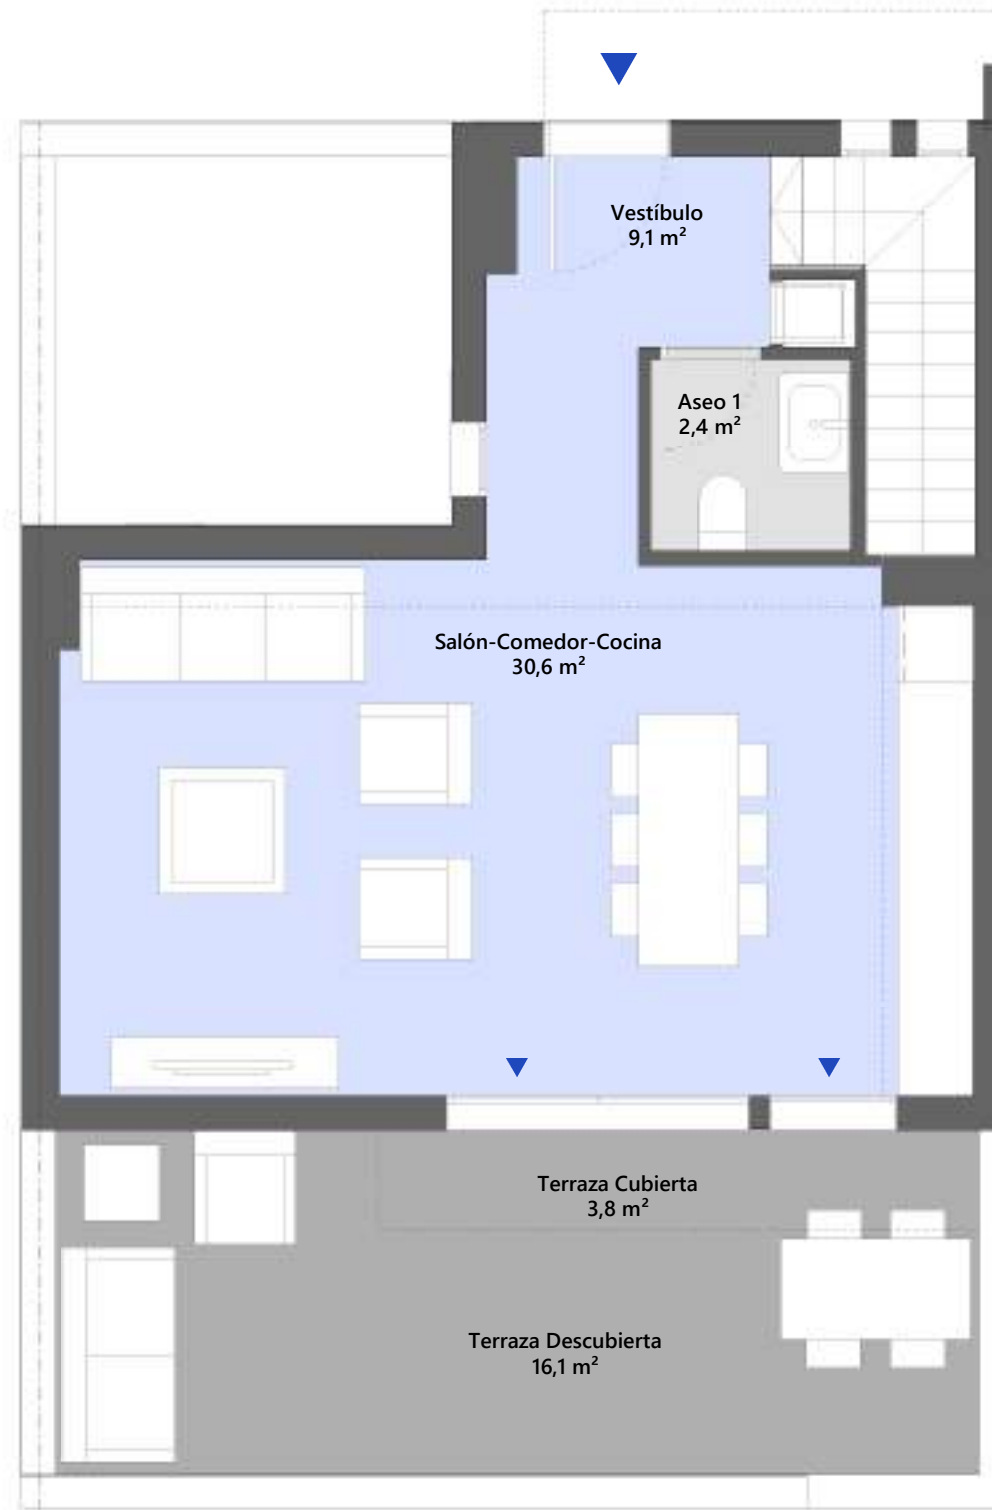 Vestíbulo
9,1 m²
Aseo 1
2,4 m²
Salón-Comedor-Cocina
30,6 m²
Terraza Cubierta
3,8 m²
Terraza Descubierta
16,1 m²